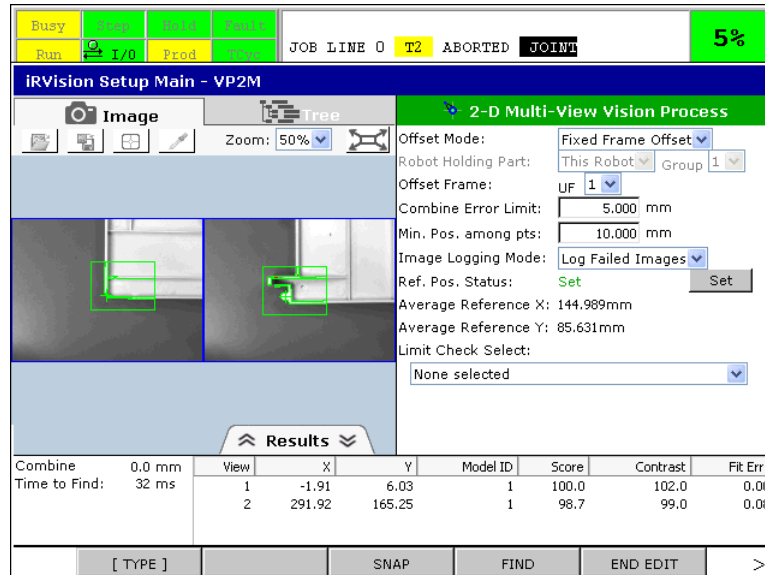 Busy Step Hold Fault
Run I/O Prod TCyc
JOB LINE 0 T2 ABORTED JOINT
5%
iRVision Setup Main - VP2M
Image Tree
2-D Multi-View Vision Process
Zoom: 50%
Offset Mode: Fixed Frame Offset
Robot Holding Part: This Robot Group 1
Offset Frame: UF 1
Combine Error Limit: 5.000 mm
Min. Pos. among pts: 10.000 mm
Image Logging Mode: Log Failed Images
Ref. Pos. Status: Set Set
Average Reference X: 144.989mm
Average Reference Y: 85.631mm
Limit Check Select:
None selected
Results
Combine 0.0 mm
Time to Find: 32 ms
View X Y Model ID Score Contrast Fit Err
1 -1.91 6.03 1 100.0 102.0
2 291.92 165.25 1 98.7 99.0
[ TYPE ] SNAP FIND END EDIT >